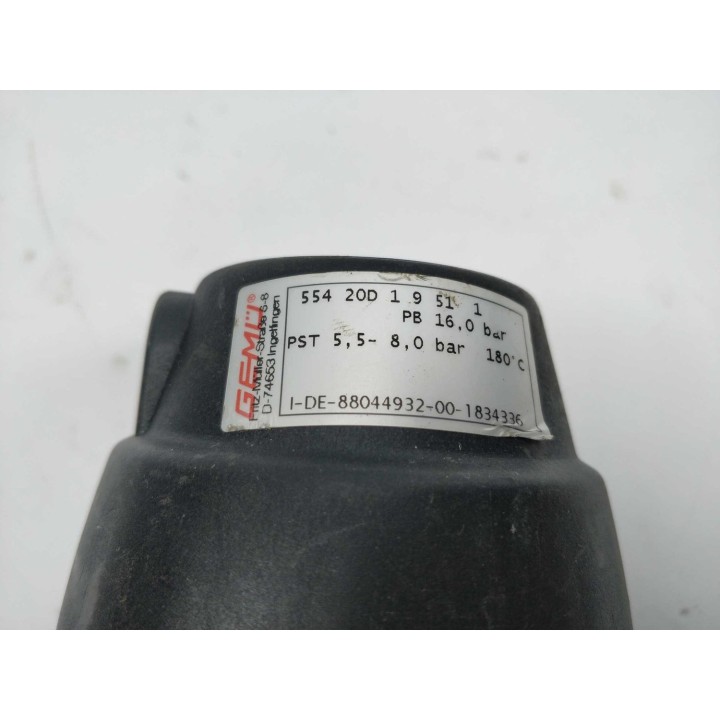 GEMÜ®
Fritz-Müller-Straße 6-8
D-74653 Ingelfingen
554 20D 1 9 51 1
PB 16,0 bar
PST 5,5- 8,0 bar 180°C
I-DE-88044932-00-1834336